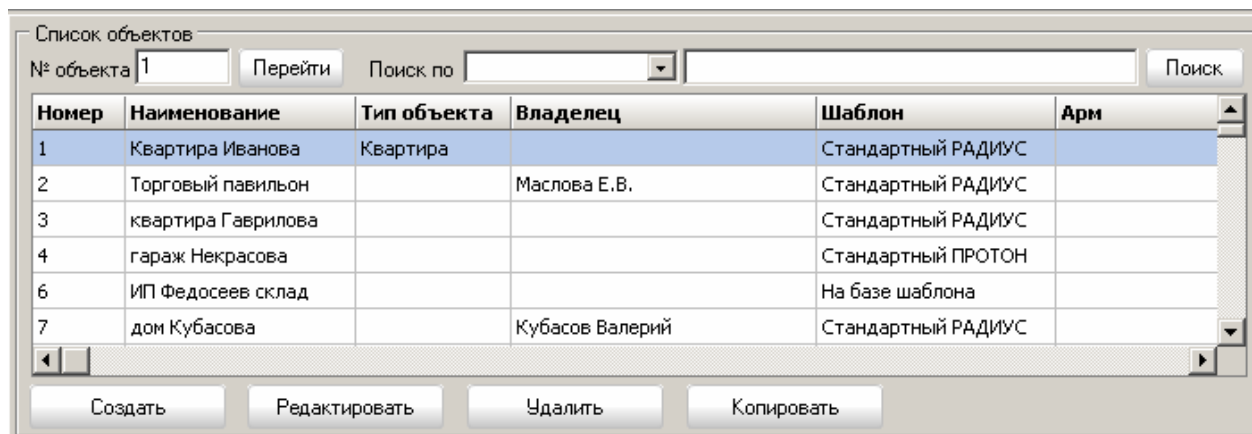 Список объектов
№ объекта 1 Перейти Поиск по Поиск
Номер Наименование Тип объекта Владелец Шаблон Арм
1 Квартира Иванова Квартира Стандартный РАДИУС
2 Торговый павильон Маслова Е.В. Стандартный РАДИУС
3 квартира Гаврилова Стандартный РАДИУС
4 гараж Некрасова Стандартный ПРОТОН
6 ИП Федосеев склад На базе шаблона
7 дом Кубасова Кубасов Валерий Стандартный РАДИУС
Создать Редактировать Удалить Копировать